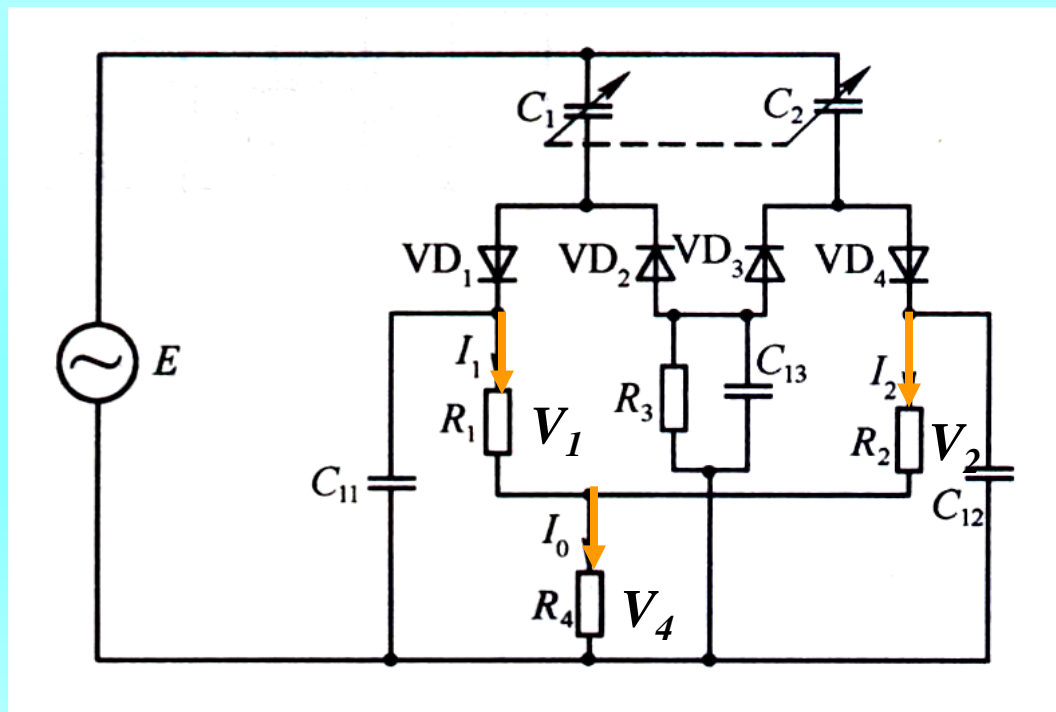 C₁
C₂
VD₁
VD₂
VD₃
VD₄
E
I₁
R₁
V₁
R₃
C₁₃
I₂
R₂
V₂
C₁₁
C₁₂
I₀
R₄
V₄